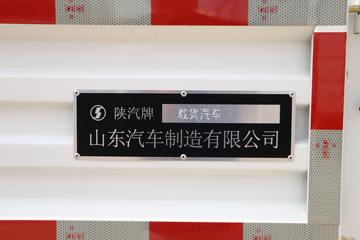 陕汽牌 载货汽车
山东汽车制造有限公司